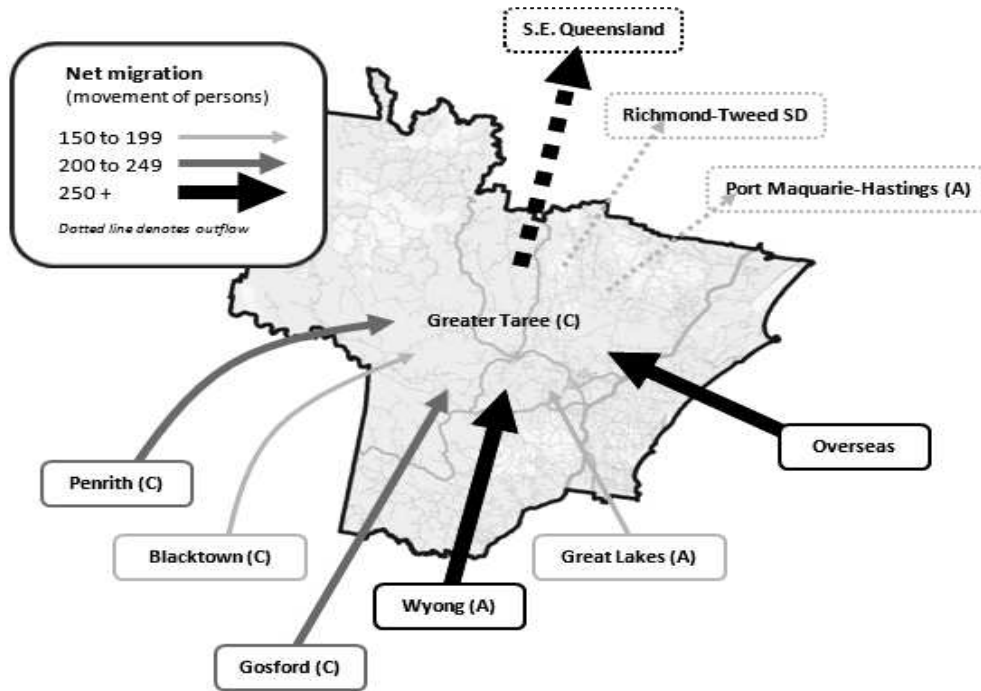 S.E. Queensland
Net migration
(movement of persons)
150 to 199
200 to 249
250 +
Dotted line denotes outflow
Richmond-Tweed SD
Port Maquarie-Hastings (A)
Greater Taree (C)
Overseas
Penrith (C)
Blacktown (C)
Great Lakes (A)
Wyong (A)
Gosford (C)